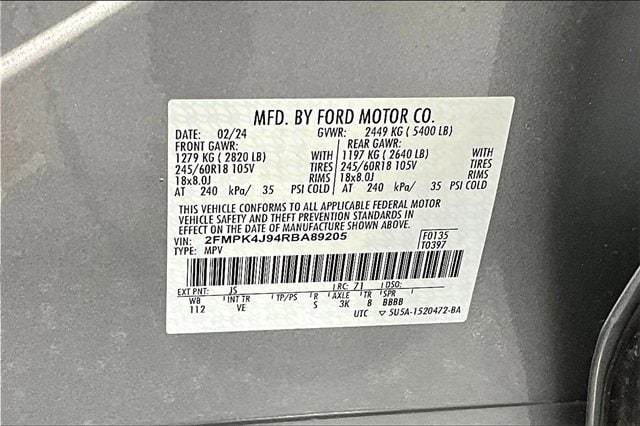 MFD. BY FORD MOTOR CO.
DATE: 02/24 GVWR: 2449 KG ( 5400 LB)
FRONT GAWR: REAR GAWR:
1279 KG ( 2820 LB) WITH 1197 KG ( 2640 LB) WITH
245/60R18 105V TIRES 245/60R18 105V TIRES
18x8.0J RIMS 18x8.0J RIMS
AT 240 kPa/ 35 PSI COLD AT 240 kPa/ 35 PSI COLD
THIS VEHICLE CONFORMS TO ALL APPLICABLE FEDERAL MOTOR
VEHICLE SAFETY AND THEFT PREVENTION STANDARDS IN
EFFECT ON THE DATE OF MANUFACTURE SHOWN ABOVE.
VIN: 2FMPK4J94RBA89205 F0135
TYPE: MPV T0397
EXT PNT: JS RC: 71 DSO:
WB INT TR TP/PS R AXLE TR SPR
112 VE S 3K 8 BBBB
UTC ▽ 5U5A-1520472-BA